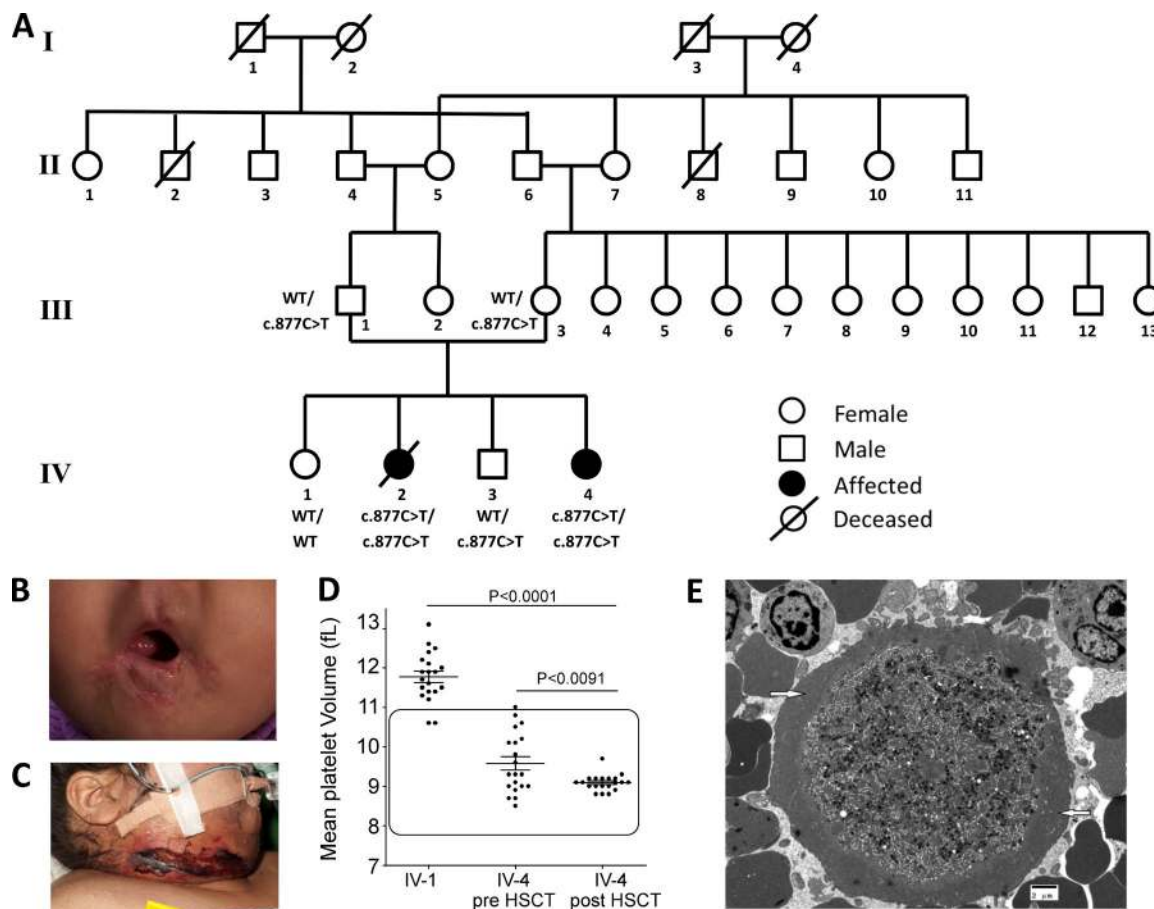 A
I
1 2 3 4
II
1 2 3 4 5 6 7 8 9 10 11
III
WT/
c.877C>T
1 2
WT/
c.877C>T
3 4 5 6 7 8 9 10 11 12 13
IV
1 2 3 4
WT/ c.877C>T/ WT/ c.877C>T/
WT c.877C>T c.877C>T c.877C>T
Female
Male
Affected
Deceased
B
C
D
P<0.0001
P<0.0091
Mean platelet Volume (fL)
13
12
11
10
9
8
7
IV-1 IV-4 IV-4
pre HSCT post HSCT
E
2 µm